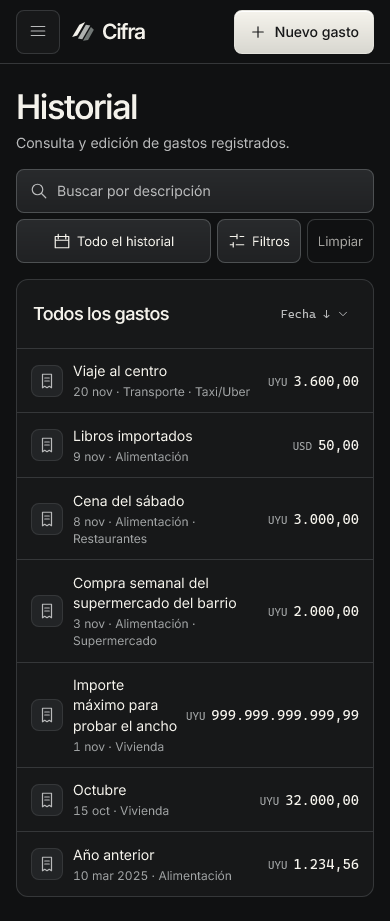 Cifra
Nuevo gasto
Historial
Consulta y edición de gastos registrados.
Buscar por descripción
Todo el historial
Filtros
Limpiar
Todos los gastos
Fecha ↓
Viaje al centro
20 nov · Transporte · Taxi/Uber
UYU 3.600,00
Libros importados
9 nov · Alimentación
USD 50,00
Cena del sábado
8 nov · Alimentación ·
Restaurantes
UYU 3.000,00
Compra semanal del
supermercado del barrio
3 nov · Alimentación ·
Supermercado
UYU 2.000,00
Importe
máximo para
probar el ancho
1 nov · Vivienda
UYU 999.999.999.999,99
Octubre
15 oct · Vivienda
UYU 32.000,00
Año anterior
10 mar 2025 · Alimentación
UYU 1.234,56